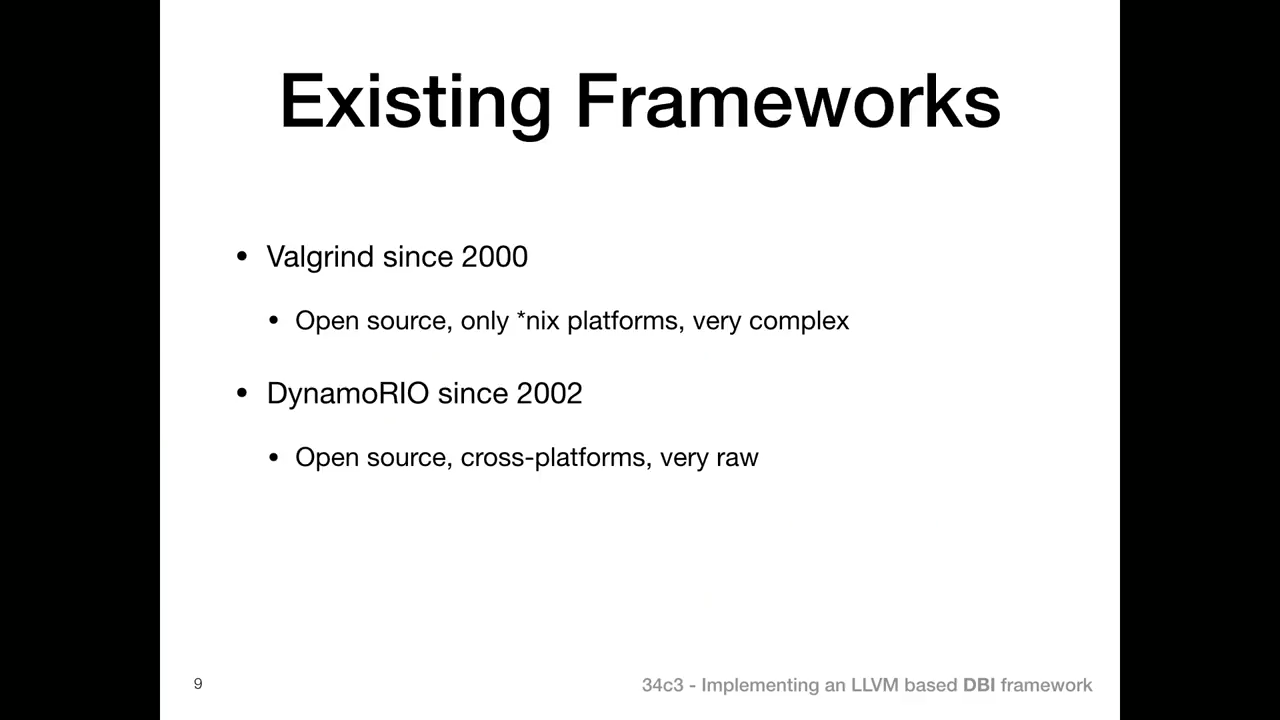 Existing Frameworks
• Valgrind since 2000
• Open source, only *nix platforms, very complex
• DynamoRIO since 2002
• Open source, cross-platforms, very raw
9
34c3 - Implementing an LLVM based DBI framework